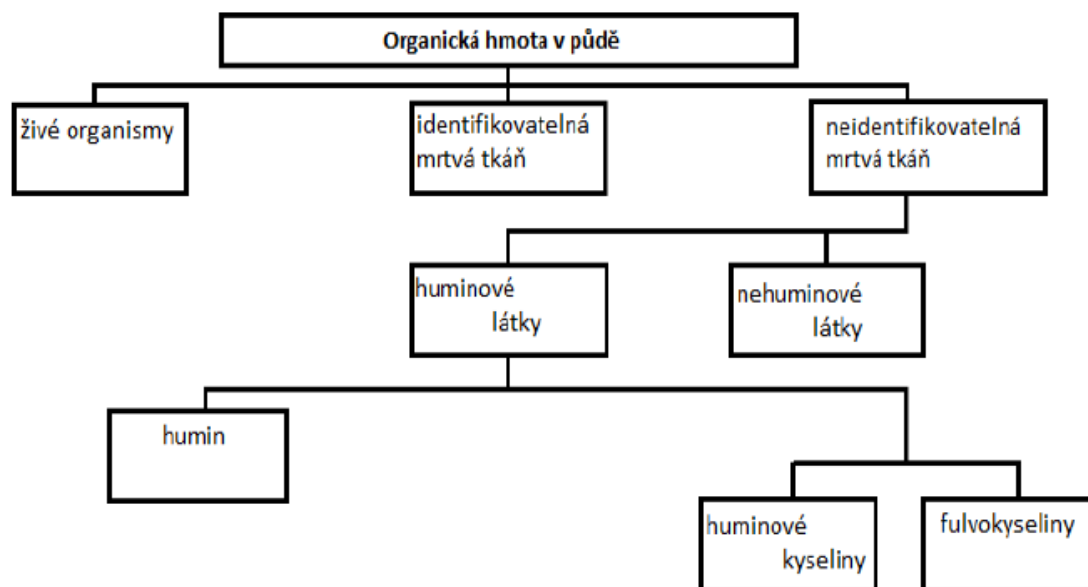 Organická hmota v půdě
živé organismy
identifikovatelná
mrtvá tkáň
neidentifikovatelná
mrtvá tkáň
huminové
látky
nehuminové
látky
humin
huminové
kyseliny
fulvokyseliny